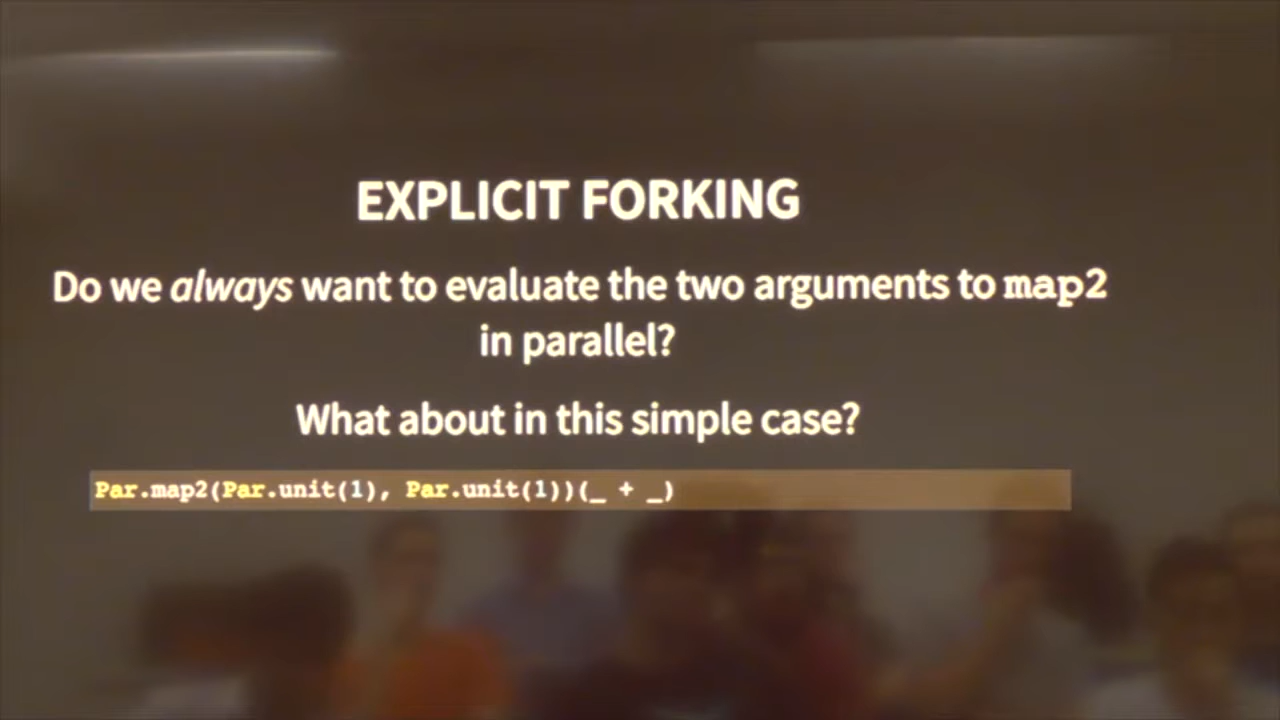 EXPLICIT FORKING
Do we always want to evaluate the two arguments to map2
in parallel?
What about in this simple case?
Par.map2(Par.unit(1), Par.unit(1))(_ + _)